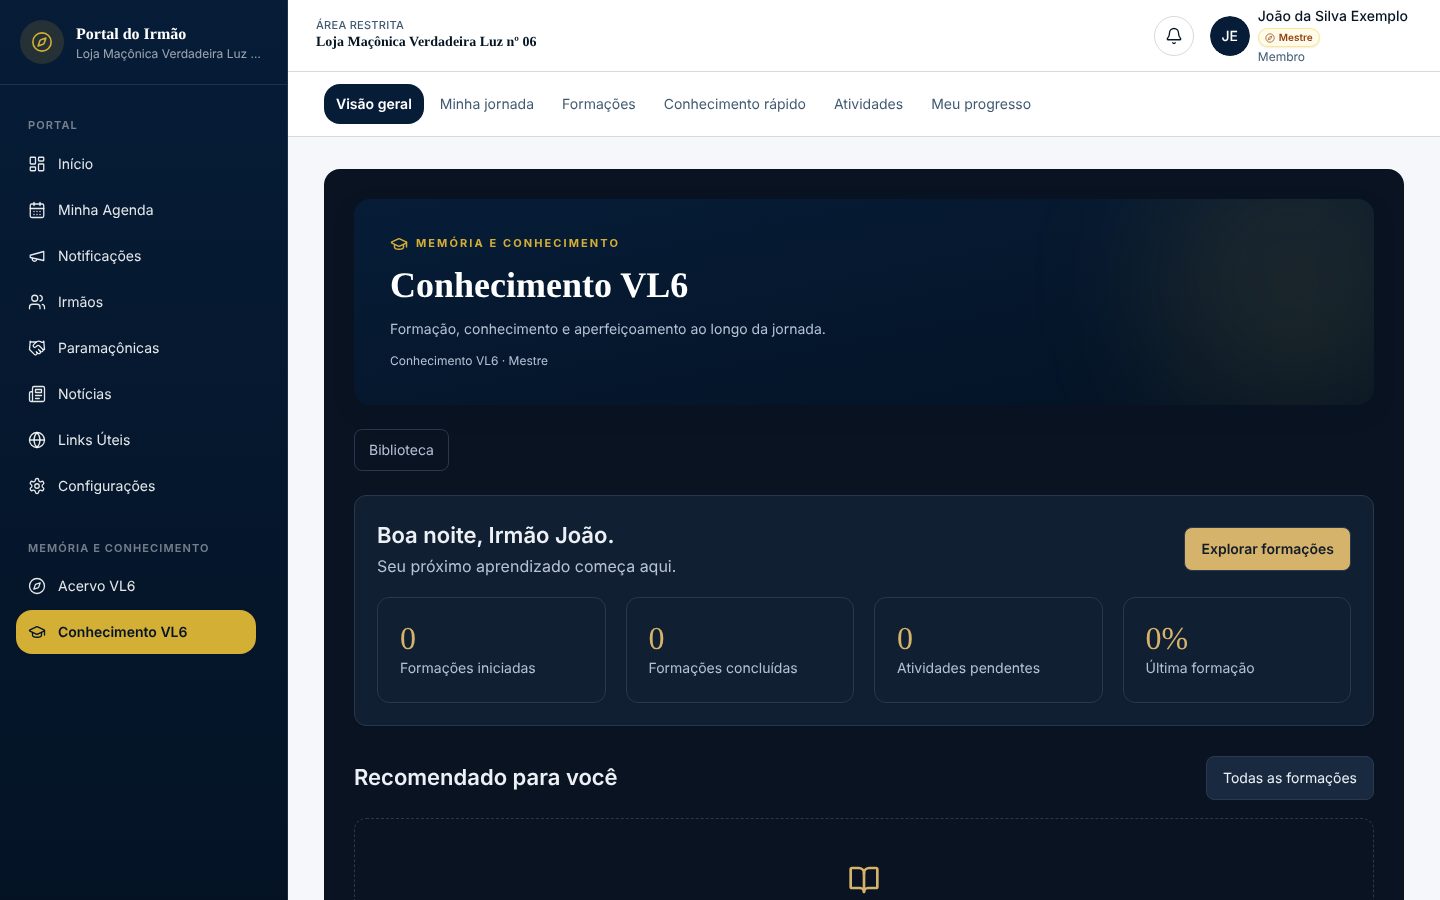 Portal do Irmão
Loja Maçônica Verdadeira Luz ...
PORTAL
Início
Minha Agenda
Notificações
Irmãos
Paramaçônicas
Notícias
Links Úteis
Configurações
MEMÓRIA E CONHECIMENTO
Acervo VL6
Conhecimento VL6
ÁREA RESTRITA
Loja Maçônica Verdadeira Luz nº 06
JE
João da Silva Exemplo
Mestre
Membro
Visão geral
Minha jornada
Formações
Conhecimento rápido
Atividades
Meu progresso
MEMÓRIA E CONHECIMENTO
Conhecimento VL6
Formação, conhecimento e aperfeiçoamento ao longo da jornada.
Conhecimento VL6 · Mestre
Biblioteca
Boa noite, Irmão João.
Seu próximo aprendizado começa aqui.
Explorar formações
0
Formações iniciadas
0
Formações concluídas
0
Atividades pendentes
0%
Última formação
Recomendado para você
Todas as formações